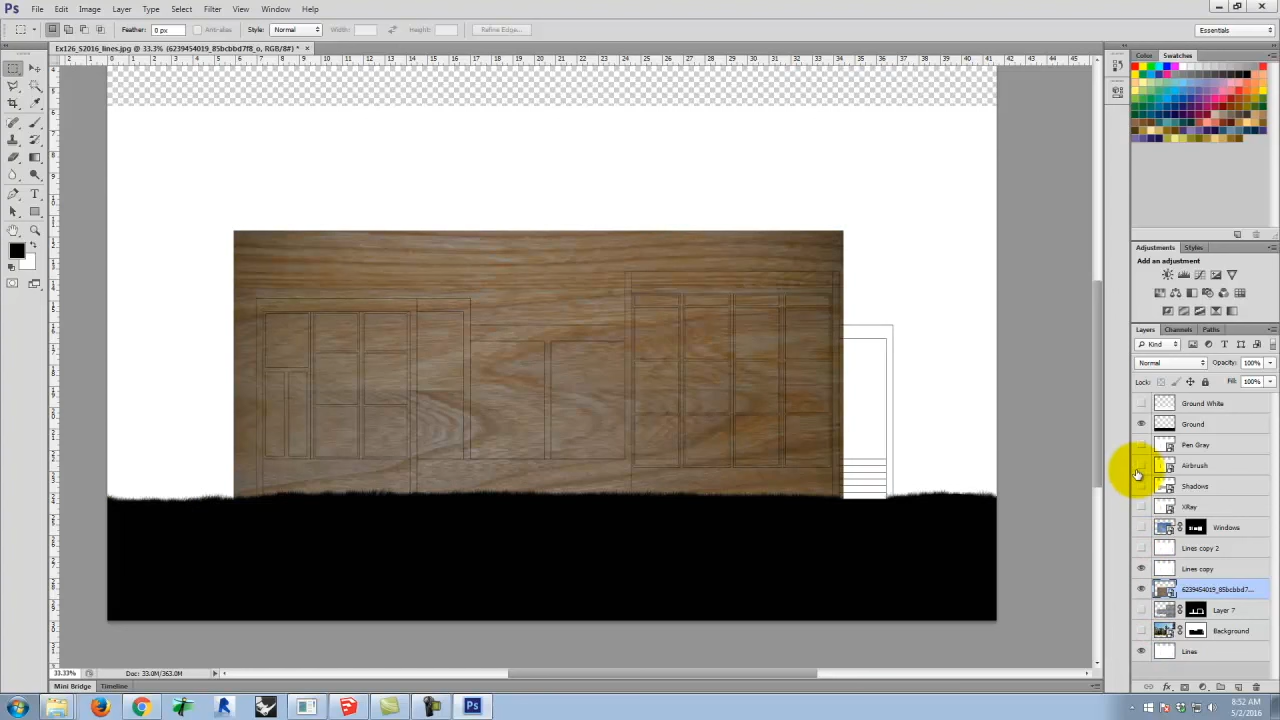 Ps File Edit Image Layer Type Select Filter View Window Help
Feather: 0 px Anti-alias Style: Normal Width: Height: Refine Edge... Essentials
Ex126_S2016_lines.jpg @ 33.3% (6239454019_85bcbbd7f8_o, RGB/8#) * ×
Color Swatches
Adjustments Styles
Add an adjustment
Layers Channels Paths
Kind
Normal Opacity: 100%
Lock: Fill: 100%
Ground White
Ground
Pen Gray
Airbrush
Shadows
XRay
Windows
Lines copy 2
Lines copy
6239454019_85bcbbd7...
Layer 7
Background
Lines
33.33% Doc: 33.0M/363.0M
Mini Bridge Timeline
8:52 AM
5/2/2016